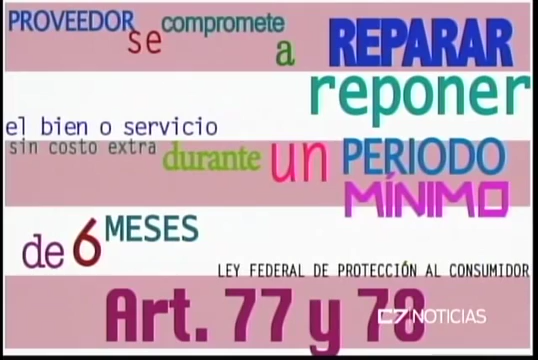 PROVEEDOR se compromete
a REPARAR
reponer
el bien o servicio
sin costo extra durante un PERIODO
MÍNIMO
de 6 MESES
LEY FEDERAL DE PROTECCIÓN AL CONSUMIDOR
Art. 77 y 78
C7 NOTICIAS